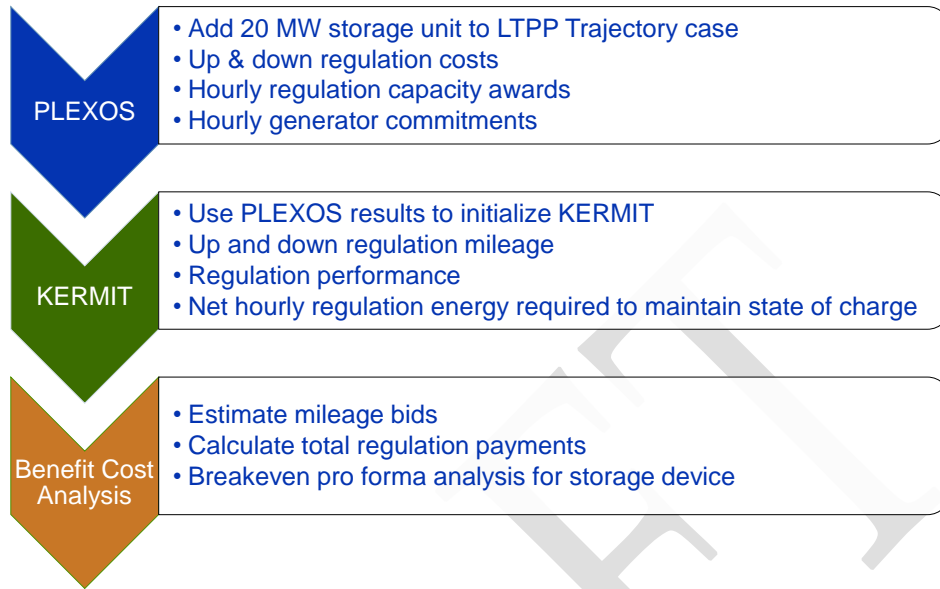 PLEXOS
• Add 20 MW storage unit to LTPP Trajectory case
• Up & down regulation costs
• Hourly regulation capacity awards
• Hourly generator commitments
KERMIT
• Use PLEXOS results to initialize KERMIT
• Up and down regulation mileage
• Regulation performance
• Net hourly regulation energy required to maintain state of charge
Benefit Cost
Analysis
• Estimate mileage bids
• Calculate total regulation payments
• Breakeven pro forma analysis for storage device
FT